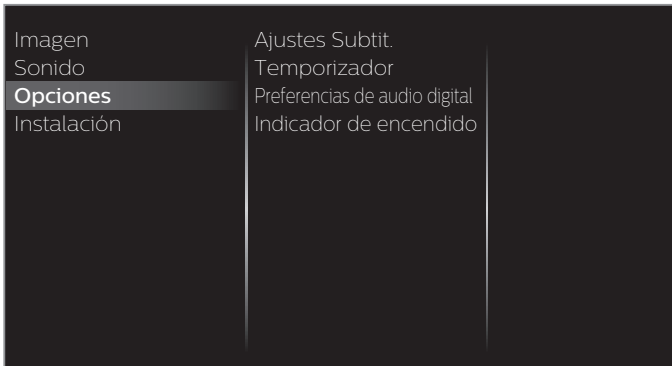 Imagen
Sonido
Opciones
Instalación
Ajustes Subtit.
Temporizador
Preferencias de audio digital
Indicador de encendido